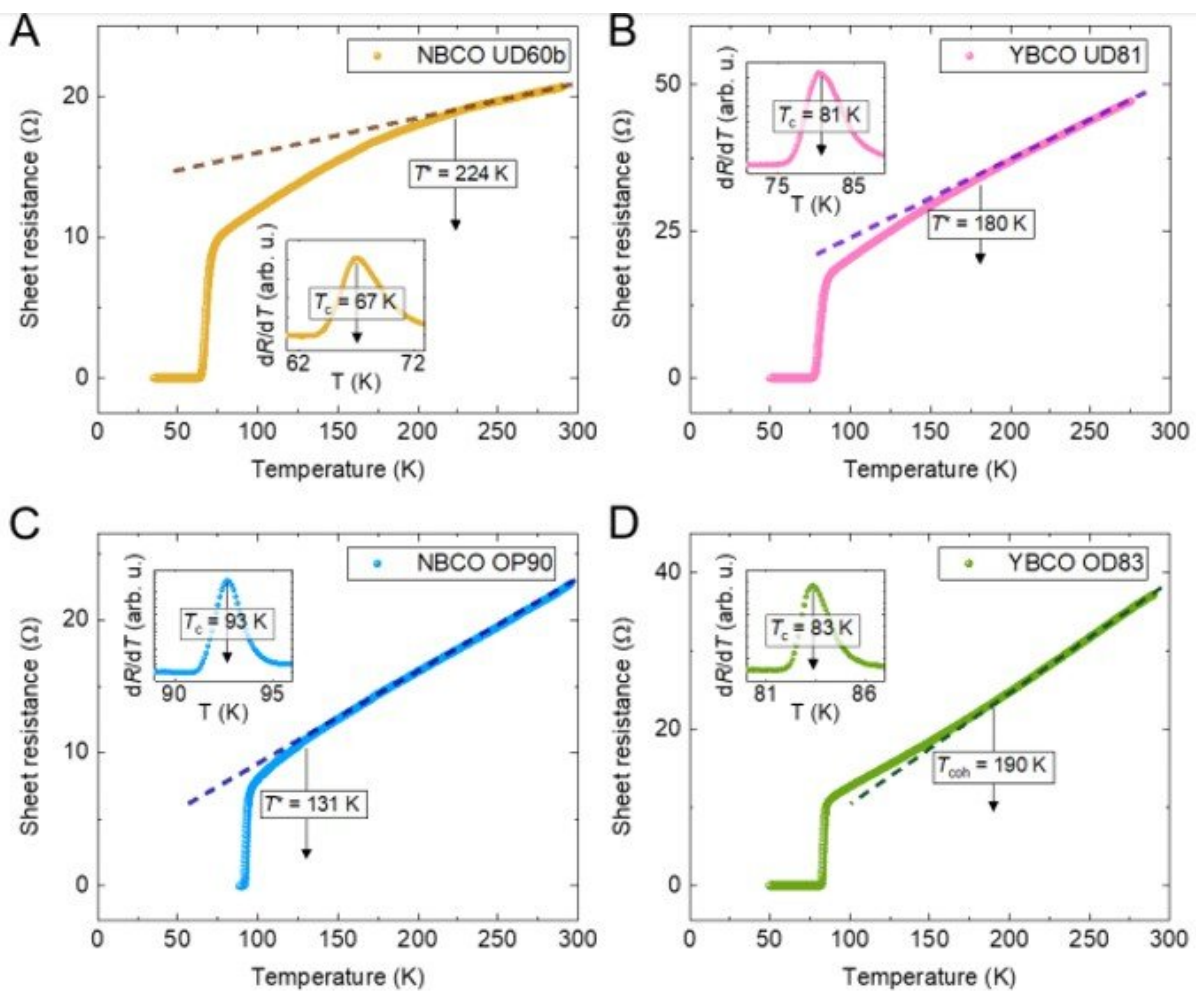 A
NBCO UD60b
Sheet resistance (Ω)
20
10
0
T* = 224 K
dR/dT (arb. u.)
Tc = 67 K
62 72
T (K)
0 50 100 150 200 250 300
Temperature (K)
B
YBCO UD81
Sheet resistance (Ω)
50
25
0
dR/dT (arb. u.)
Tc = 81 K
75 85
T (K)
T* = 180 K
0 50 100 150 200 250 300
Temperature (K)
C
NBCO OP90
Sheet resistance (Ω)
20
10
0
dR/dT (arb. u.)
Tc = 93 K
90 95
T (K)
T* = 131 K
0 50 100 150 200 250 300
Temperature (K)
D
YBCO OD83
Sheet resistance (Ω)
40
20
0
dR/dT (arb. u.)
Tc = 83 K
81 86
T (K)
Tcoh = 190 K
0 50 100 150 200 250 300
Temperature (K)